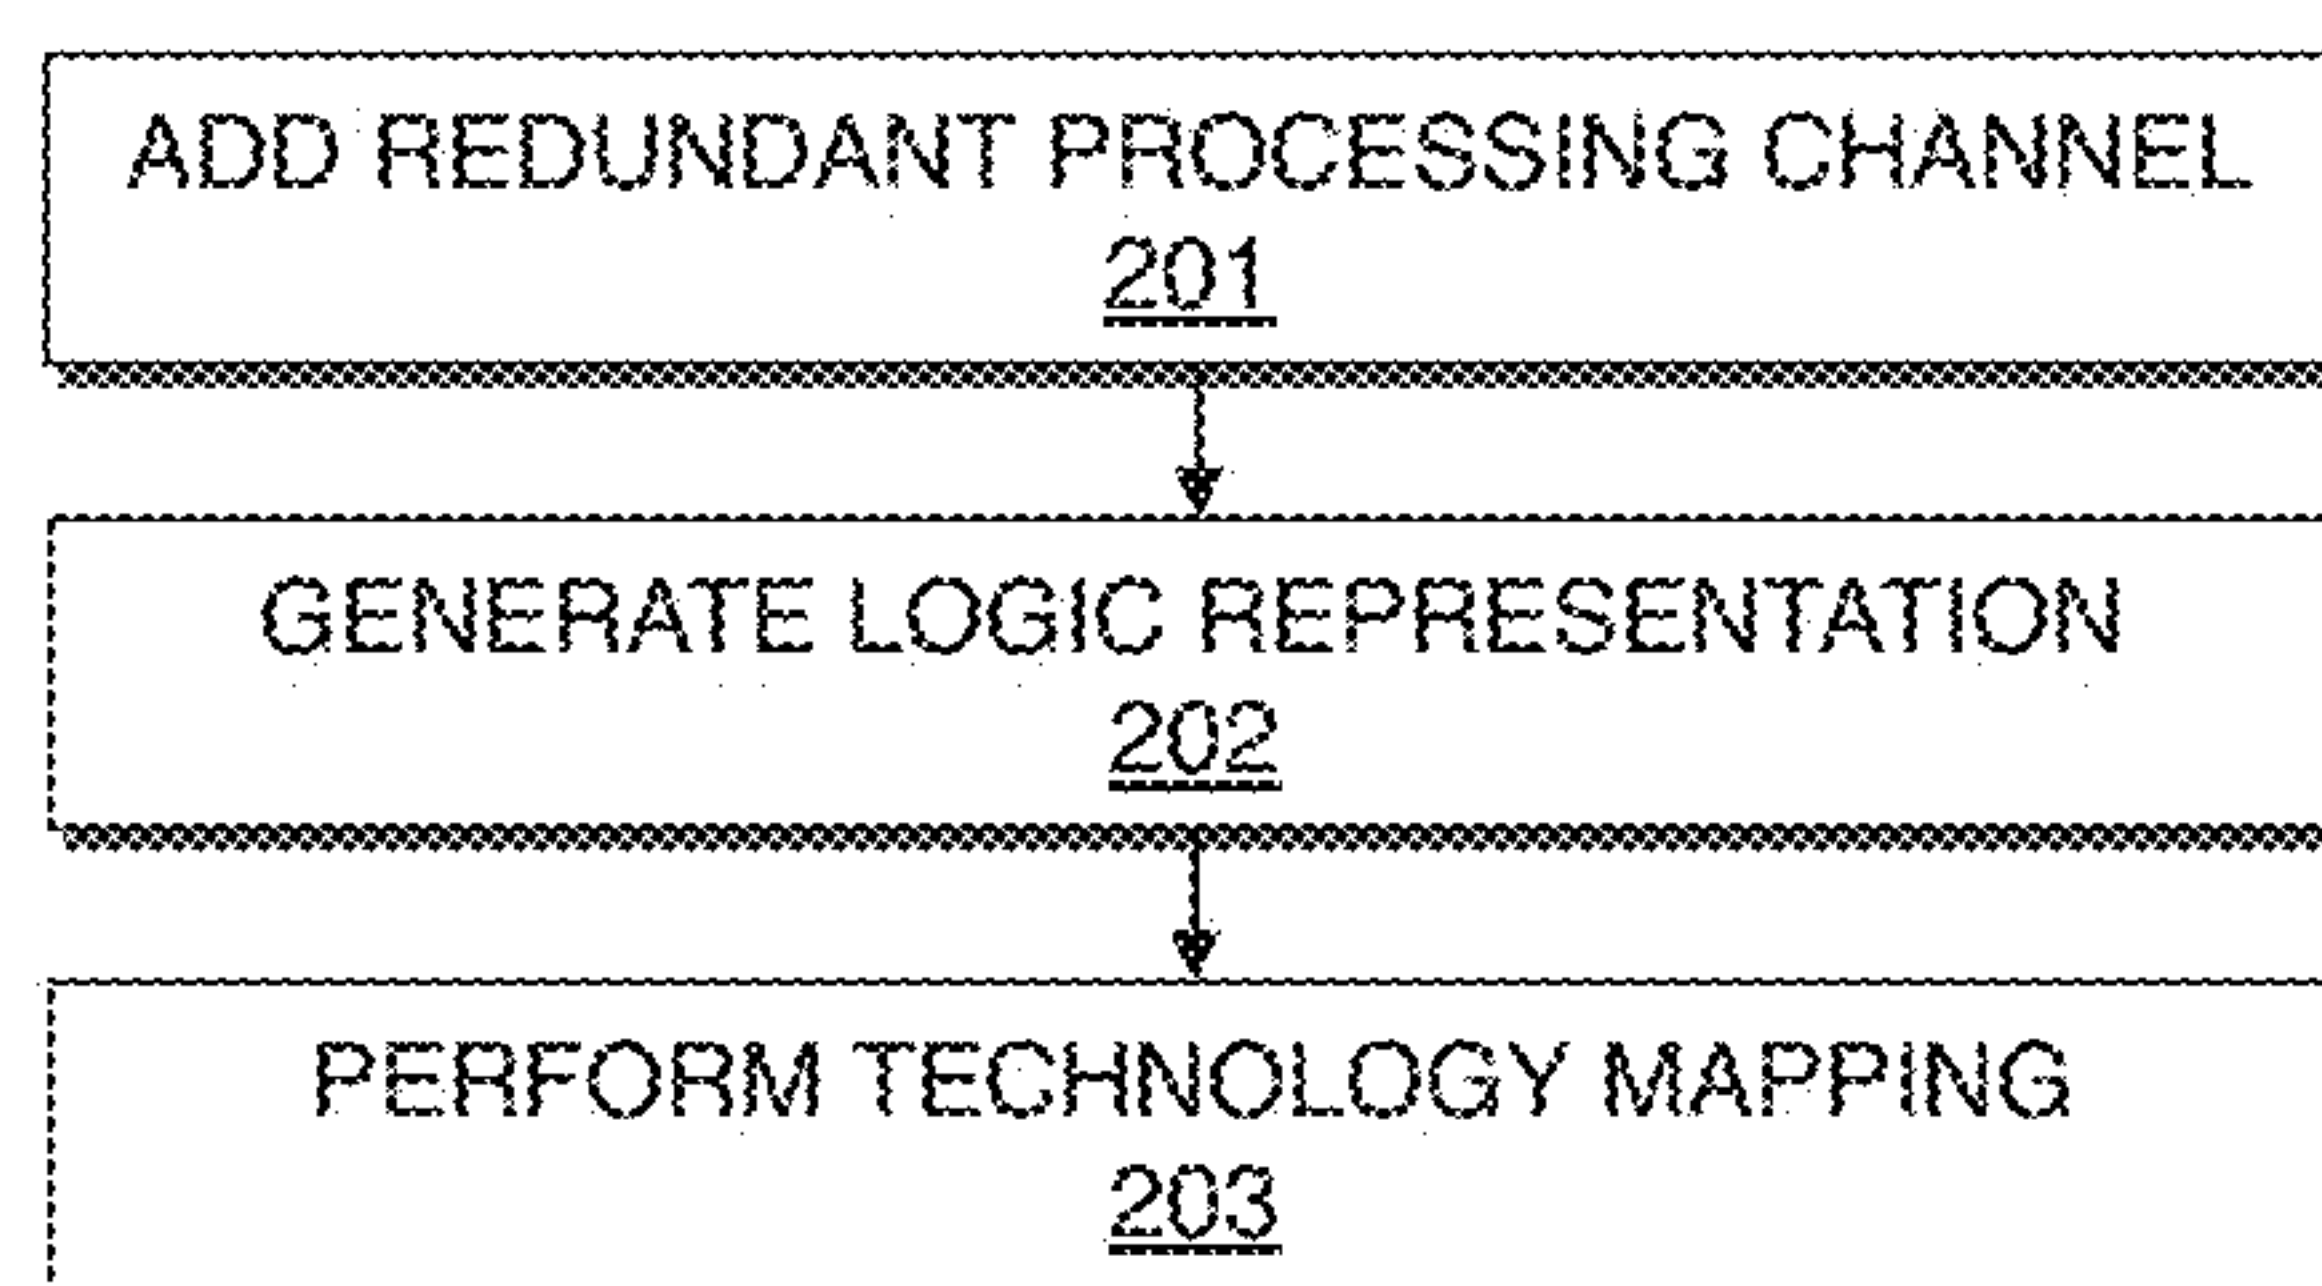 ADD REDUNDANT PROCESSING CHANNEL
201
GENERATE LOGIC REPRESENTATION
202
PERFORM TECHNOLOGY MAPPING
203